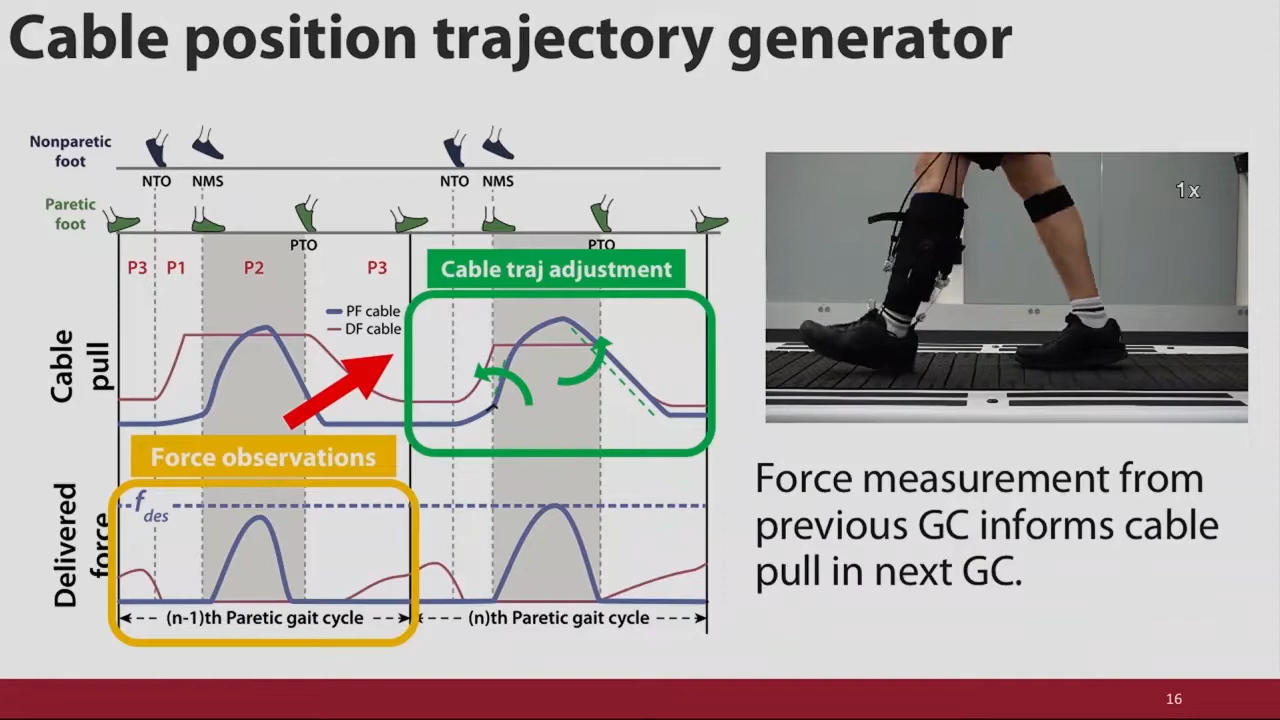 Cable position trajectory generator
Nonparetic
foot
NTO
NMS
NTO
NMS
Paretic
foot
PTO
PTO
P3
P1
P2
P3
Cable traj adjustment
PF cable
DF cable
Cable
pull
Force observations
f des
Delivered
force
(n-1)th Paretic gait cycle
(n)th Paretic gait cycle
1x
Force measurement from
previous GC informs cable
pull in next GC.
16